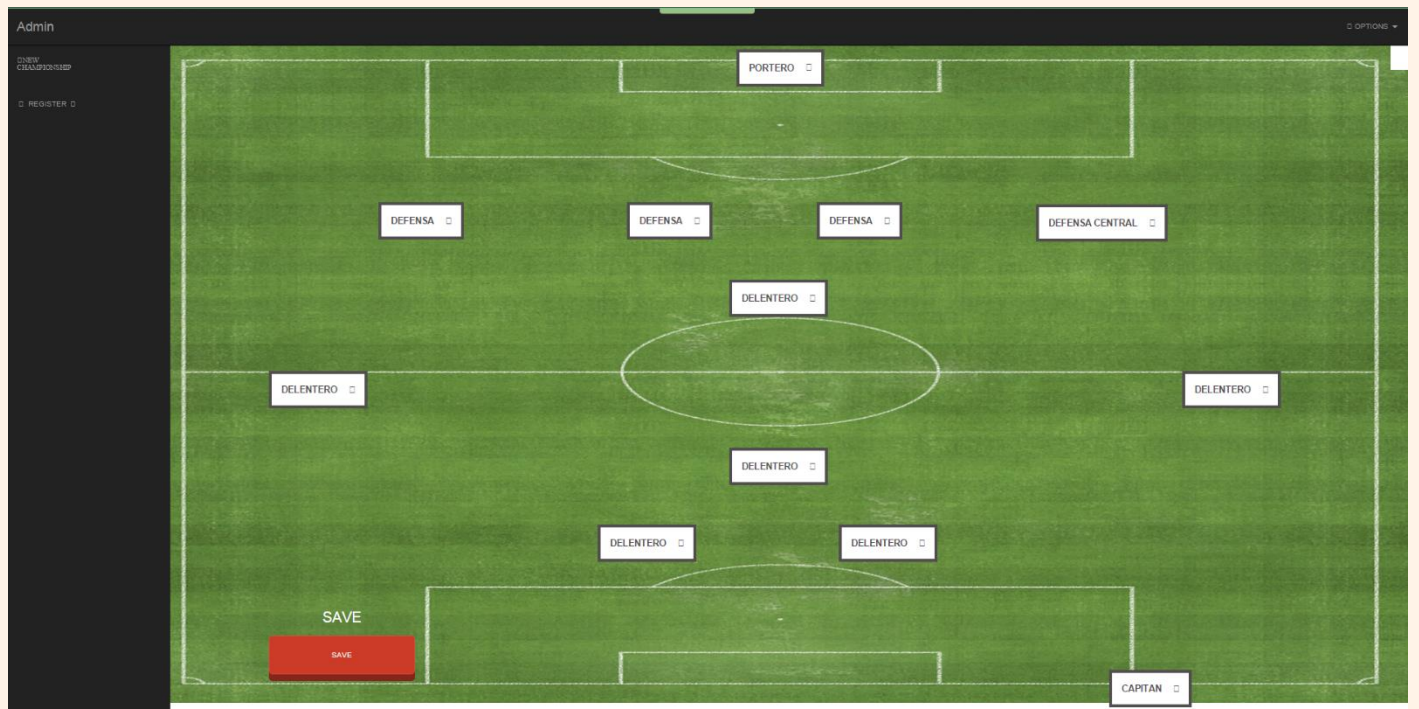 Admin
OPTIONS
NEW
CHAMPIONSHIP
REGISTER
PORTERO
DEFENSA
DEFENSA
DEFENSA
DEFENSA CENTRAL
DELENTERO
DELENTERO
DELENTERO
DELENTERO
DELENTERO
DELENTERO
SAVE
SAVE
CAPITAN